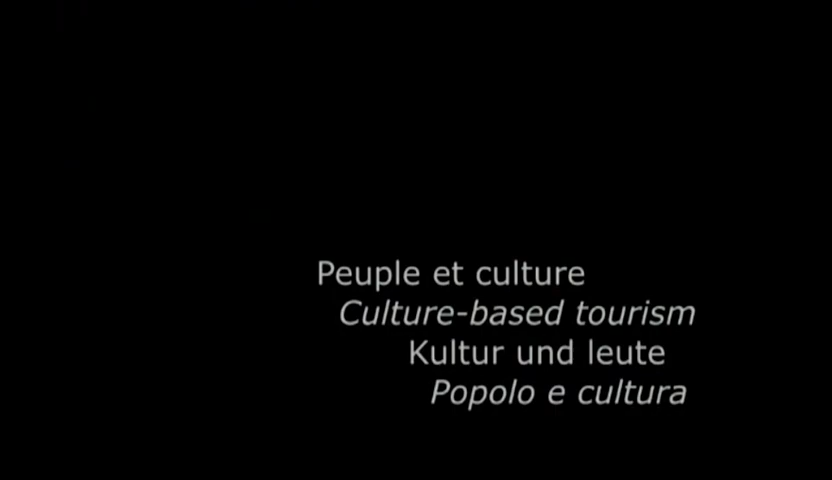 Peuple et culture
Culture-based tourism
Kultur und leute
Popolo e cultura